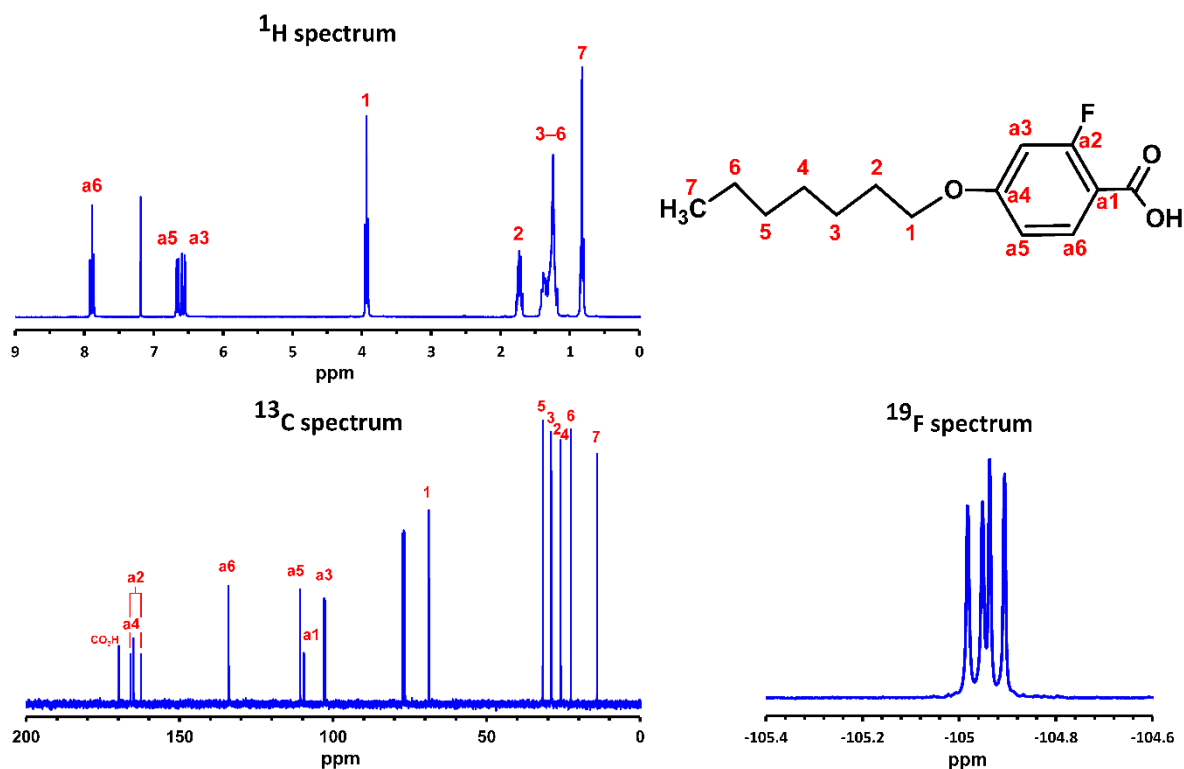 ¹H spectrum
7
1
3–6
a6
a5 a3
2
9 8 7 6 5 4 3 2 1 0
ppm
F
a3
a2
O
6 4 2
O
a4
a1
7
H₃C
OH
5 3 1
a5 a6
¹³C spectrum
5
3
2
4
6
7
1
a6
a5
a3
a1
a2
a4
CO₂H
200 150 100 50 0
ppm
¹⁹F spectrum
-105.4 -105.2 -105 -104.8 -104.6
ppm